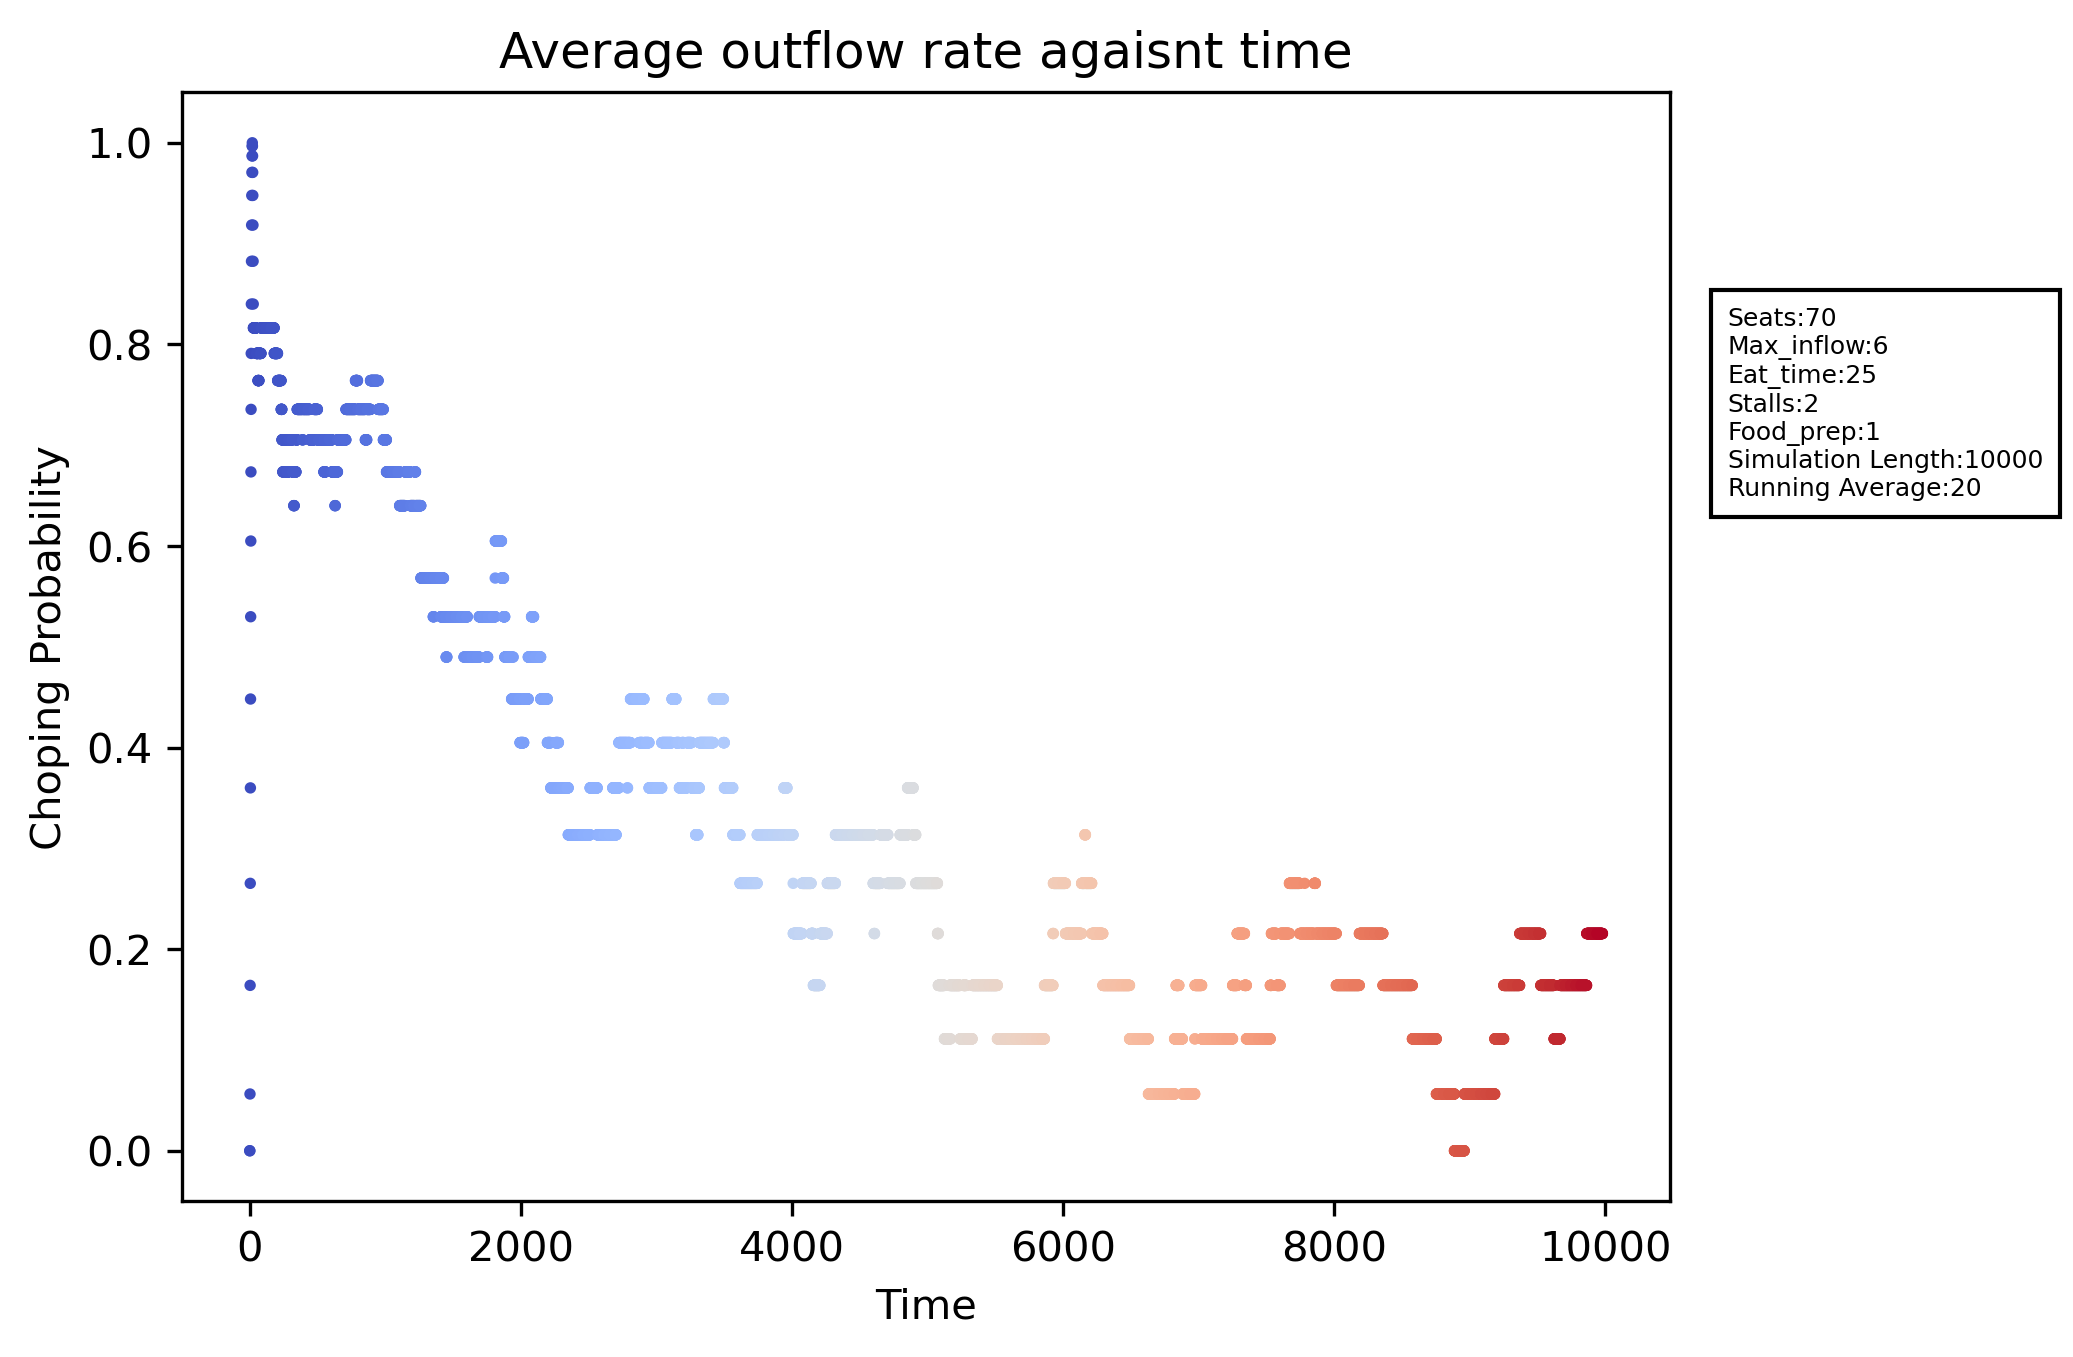 Average outflow rate agaisnt time
Choping Probability
1.0
0.8
0.6
0.4
0.2
0.0
0 2000 4000 6000 8000 10000
Time
Seats:70
Max_inflow:6
Eat_time:25
Stalls:2
Food_prep:1
Simulation Length:10000
Running Average:20